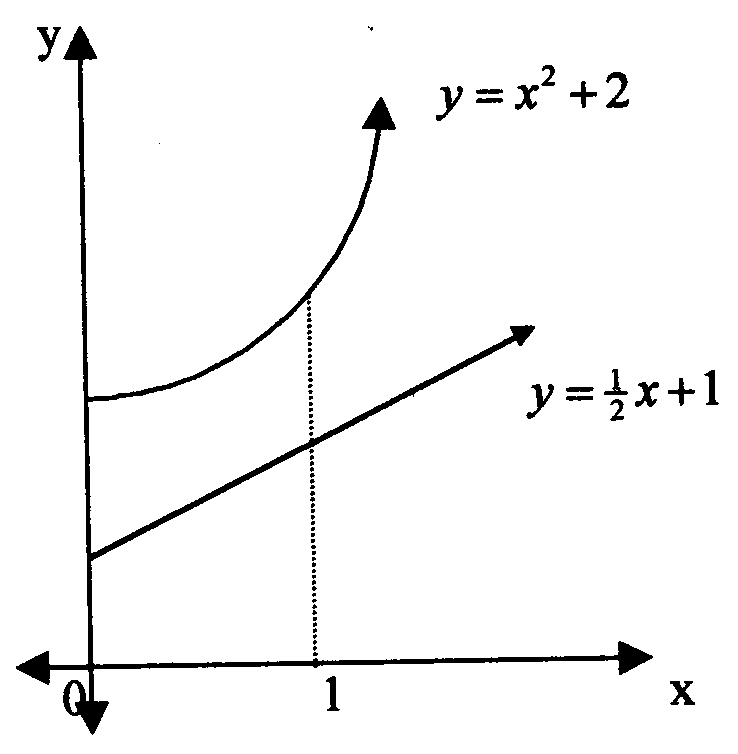 y
y = x² + 2
y = ½x + 1
0
1
x